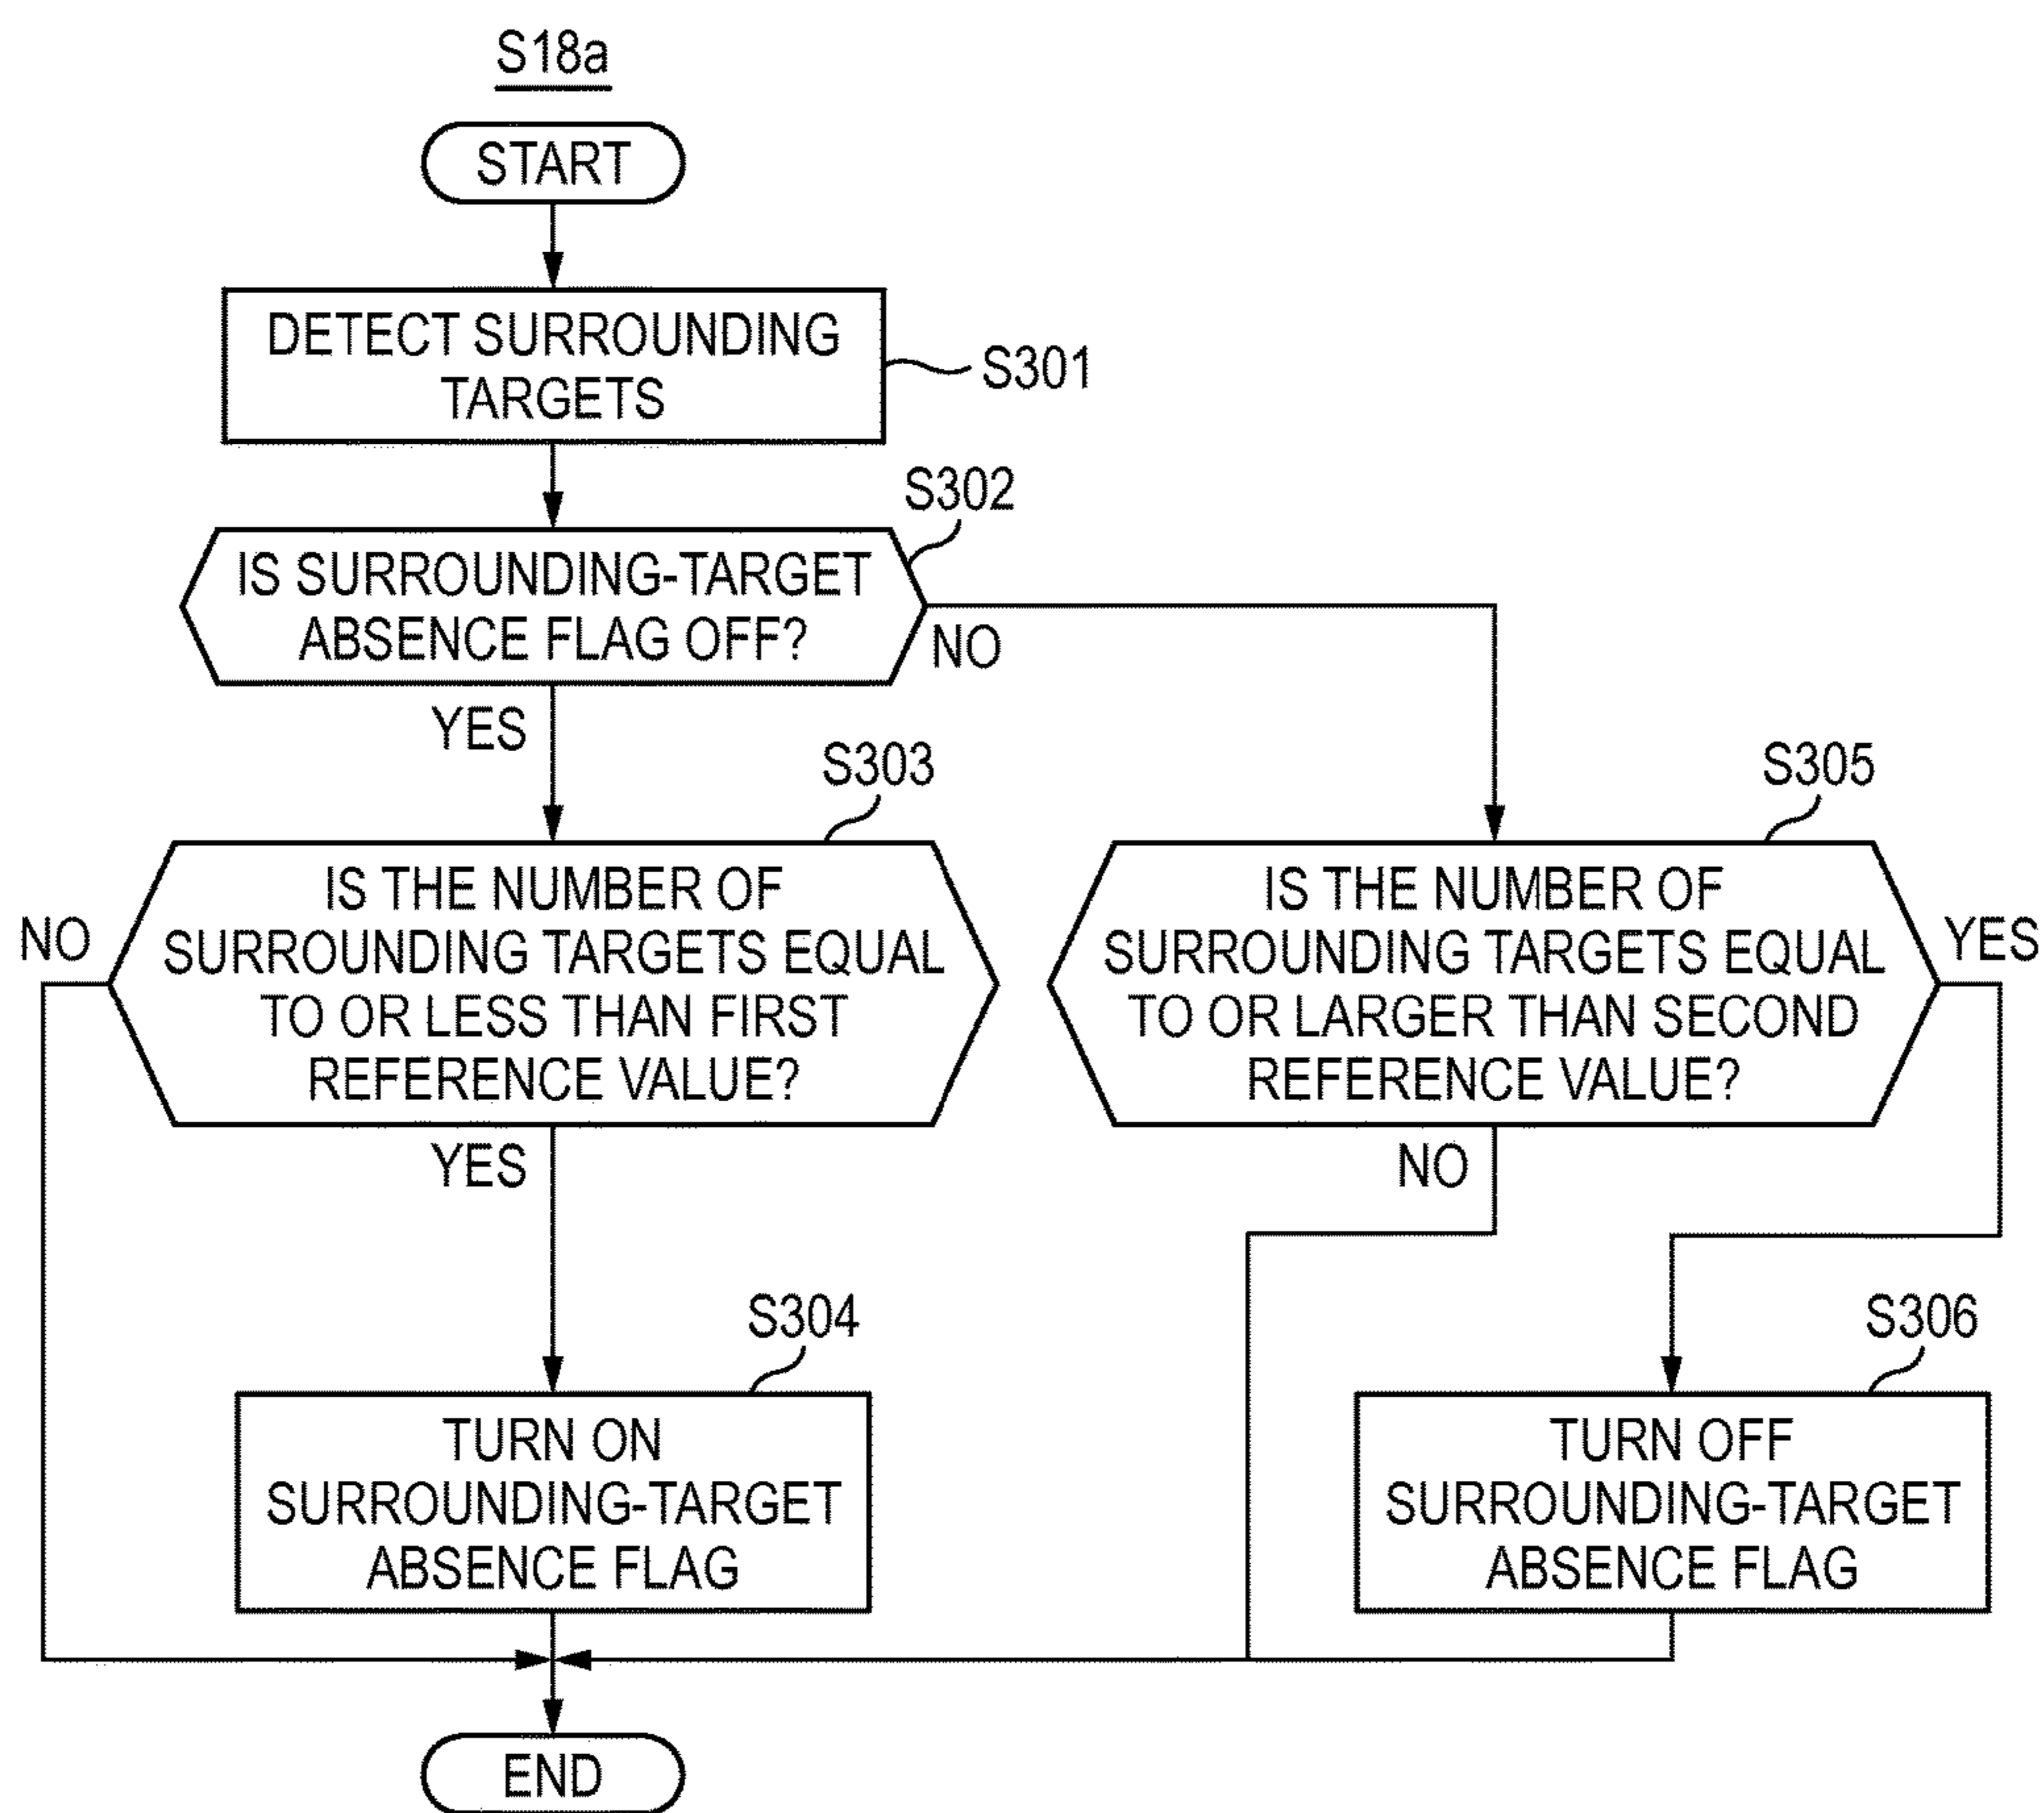 S18a
START
DETECT SURROUNDING
TARGETS
S301
S302
IS SURROUNDING-TARGET
ABSENCE FLAG OFF?
NO
YES
S303
IS THE NUMBER OF
SURROUNDING TARGETS EQUAL
TO OR LESS THAN FIRST
REFERENCE VALUE?
NO
YES
S305
IS THE NUMBER OF
SURROUNDING TARGETS EQUAL
TO OR LARGER THAN SECOND
REFERENCE VALUE?
YES
NO
S304
TURN ON
SURROUNDING-TARGET
ABSENCE FLAG
S306
TURN OFF
SURROUNDING-TARGET
ABSENCE FLAG
END